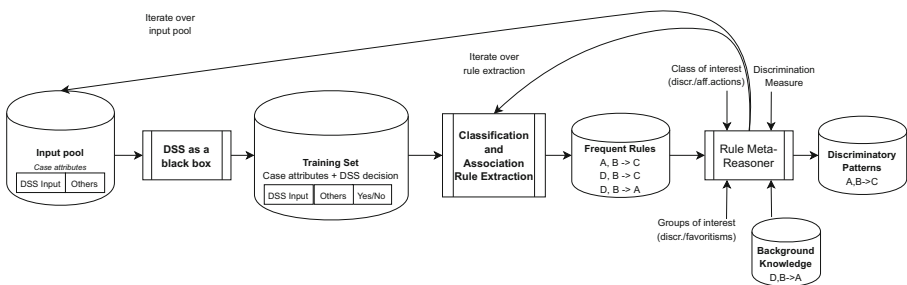 Iterate over
input pool
Iterate over
rule extraction
Class of interest
(discr./aff.actions)
Discrimination
Measure
Input pool
Case attributes
DSS Input
Others
DSS as a
black box
Training Set
Case attributes + DSS decision
DSS Input
Others
Yes/No
Classification
and
Association
Rule Extraction
Frequent Rules
A, B -> C
D, B -> C
D, B -> A
Rule Meta-
Reasoner
Discriminatory
Patterns
A,B->C
Groups of interest
(discr./favoritisms)
Background
Knowledge
D,B->A